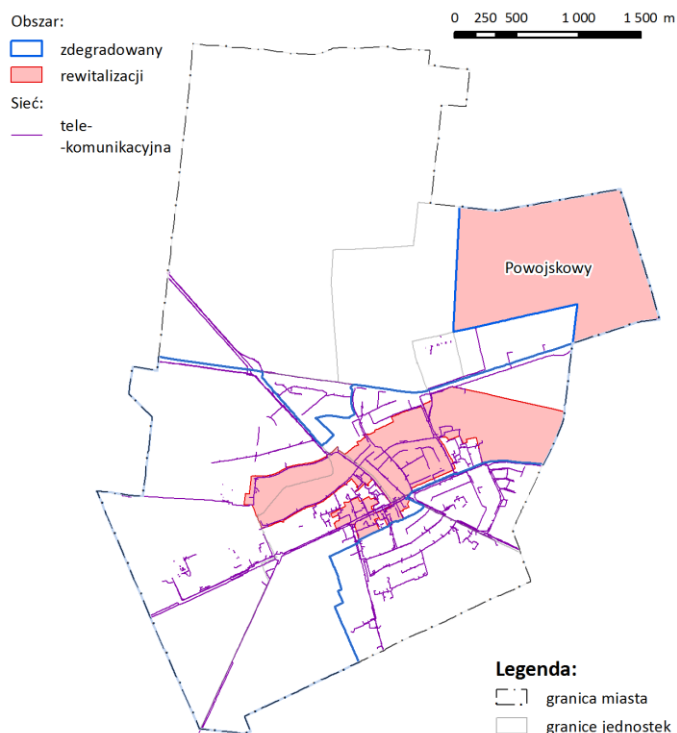 Obszar:
zdegradowany
rewitalizacji
Sieć:
tele-
-komunikacyjna
0 250 500 1 000 1 500 m
Powojskowy
Legenda:
granica miasta
granice jednostek